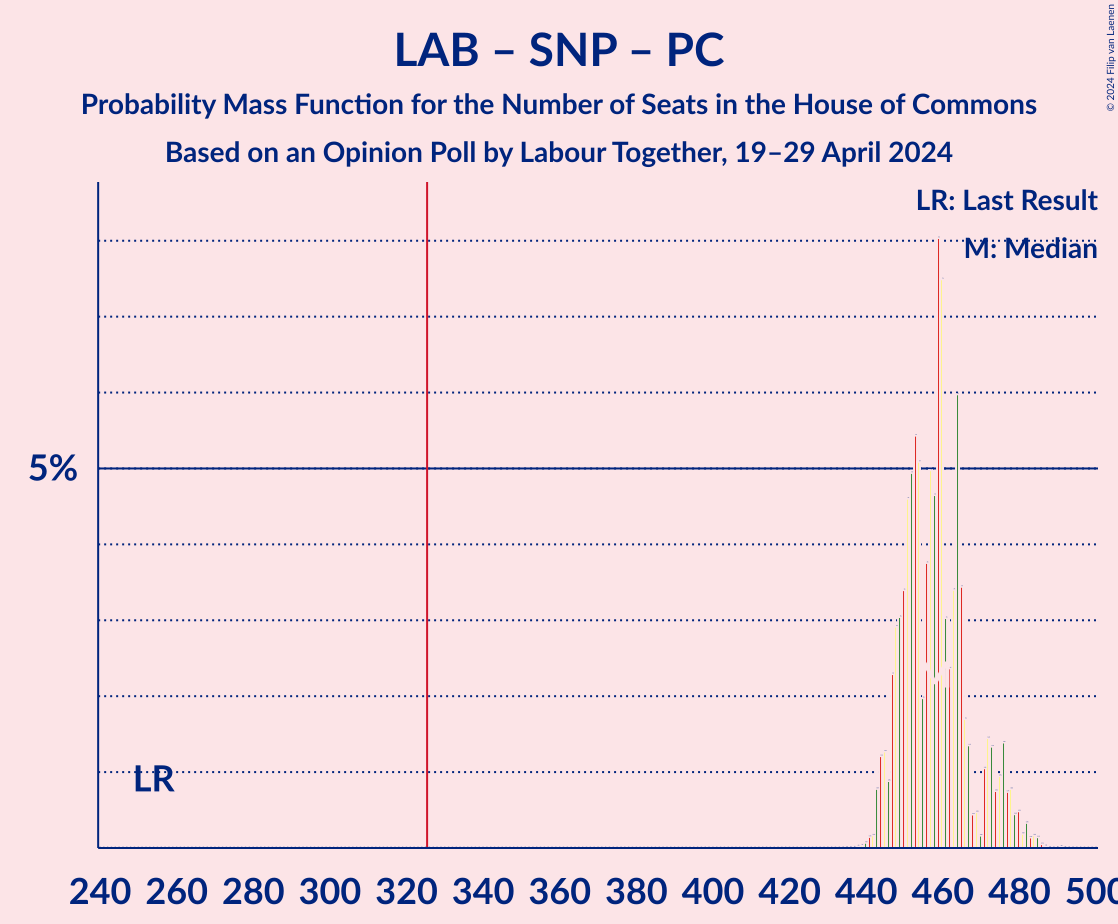 LAB – SNP – PC
Probability Mass Function for the Number of Seats in the House of Commons
Based on an Opinion Poll by Labour Together, 19–29 April 2024
© 2024 Filip van Laenen
LR: Last Result
M: Median
5%
LR
240 260 280 300 320 340 360 380 400 420 440 460 480 500